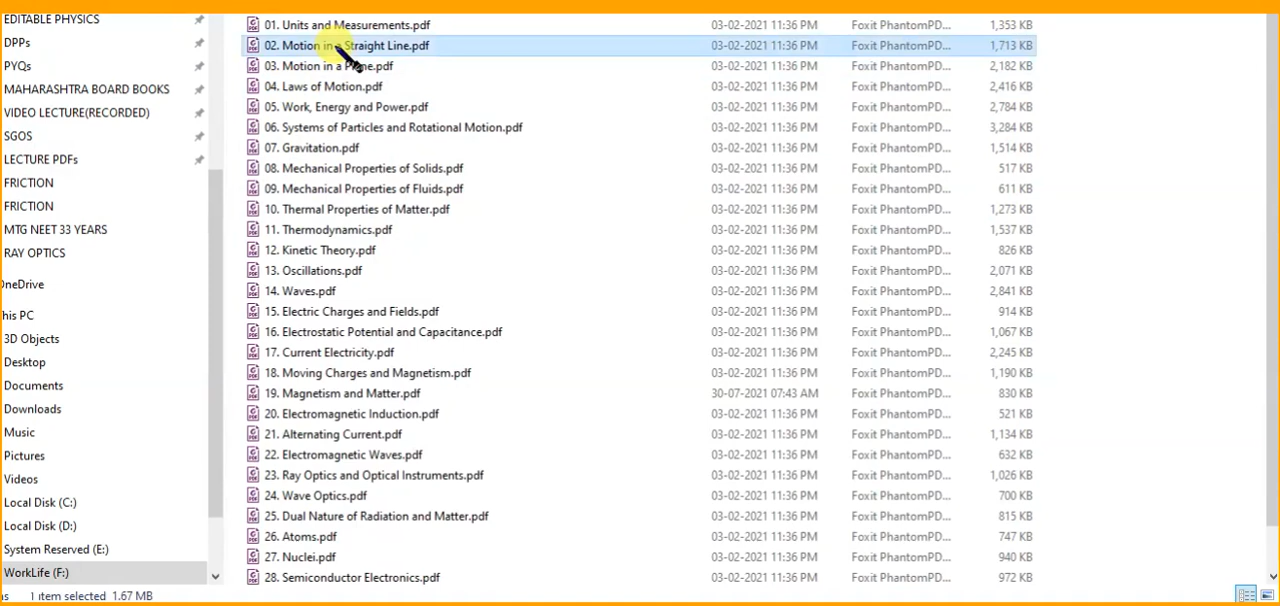 EDITABLE PHYSICS
DPPs
PYQs
MAHARASHTRA BOARD BOOKS
VIDEO LECTURE(RECORDED)
SGOS
LECTURE PDFs
FRICTION
FRICTION
MTG NEET 33 YEARS
RAY OPTICS
OneDrive
his PC
3D Objects
Desktop
Documents
Downloads
Music
Pictures
Videos
Local Disk (C:)
Local Disk (D:)
System Reserved (E:)
WorkLife (F:)
01. Units and Measurements.pdf 03-02-2021 11:36 PM Foxit PhantomPD... 1,353 KB
02. Motion in a Straight Line.pdf 03-02-2021 11:36 PM Foxit PhantomPD... 1,713 KB
03. Motion in a Plane.pdf 03-02-2021 11:36 PM Foxit PhantomPD... 2,182 KB
04. Laws of Motion.pdf 03-02-2021 11:36 PM Foxit PhantomPD... 2,416 KB
05. Work, Energy and Power.pdf 03-02-2021 11:36 PM Foxit PhantomPD... 2,784 KB
06. Systems of Particles and Rotational Motion.pdf 03-02-2021 11:36 PM Foxit PhantomPD... 3,284 KB
07. Gravitation.pdf 03-02-2021 11:36 PM Foxit PhantomPD... 1,514 KB
08. Mechanical Properties of Solids.pdf 03-02-2021 11:36 PM Foxit PhantomPD... 517 KB
09. Mechanical Properties of Fluids.pdf 03-02-2021 11:36 PM Foxit PhantomPD... 611 KB
10. Thermal Properties of Matter.pdf 03-02-2021 11:36 PM Foxit PhantomPD... 1,273 KB
11. Thermodynamics.pdf 03-02-2021 11:36 PM Foxit PhantomPD... 1,537 KB
12. Kinetic Theory.pdf 03-02-2021 11:36 PM Foxit PhantomPD... 826 KB
13. Oscillations.pdf 03-02-2021 11:36 PM Foxit PhantomPD... 2,071 KB
14. Waves.pdf 03-02-2021 11:36 PM Foxit PhantomPD... 2,841 KB
15. Electric Charges and Fields.pdf 03-02-2021 11:36 PM Foxit PhantomPD... 914 KB
16. Electrostatic Potential and Capacitance.pdf 03-02-2021 11:36 PM Foxit PhantomPD... 1,067 KB
17. Current Electricity.pdf 03-02-2021 11:36 PM Foxit PhantomPD... 2,245 KB
18. Moving Charges and Magnetism.pdf 03-02-2021 11:36 PM Foxit PhantomPD... 1,190 KB
19. Magnetism and Matter.pdf 30-07-2021 07:43 AM Foxit PhantomPD... 830 KB
20. Electromagnetic Induction.pdf 03-02-2021 11:36 PM Foxit PhantomPD... 521 KB
21. Alternating Current.pdf 03-02-2021 11:36 PM Foxit PhantomPD... 1,134 KB
22. Electromagnetic Waves.pdf 03-02-2021 11:36 PM Foxit PhantomPD... 632 KB
23. Ray Optics and Optical Instruments.pdf 03-02-2021 11:36 PM Foxit PhantomPD... 1,026 KB
24. Wave Optics.pdf 03-02-2021 11:36 PM Foxit PhantomPD... 700 KB
25. Dual Nature of Radiation and Matter.pdf 03-02-2021 11:36 PM Foxit PhantomPD... 815 KB
26. Atoms.pdf 03-02-2021 11:36 PM Foxit PhantomPD... 747 KB
27. Nuclei.pdf 03-02-2021 11:36 PM Foxit PhantomPD... 940 KB
28. Semiconductor Electronics.pdf 03-02-2021 11:36 PM Foxit PhantomPD... 972 KB
1 item selected 1.67 MB